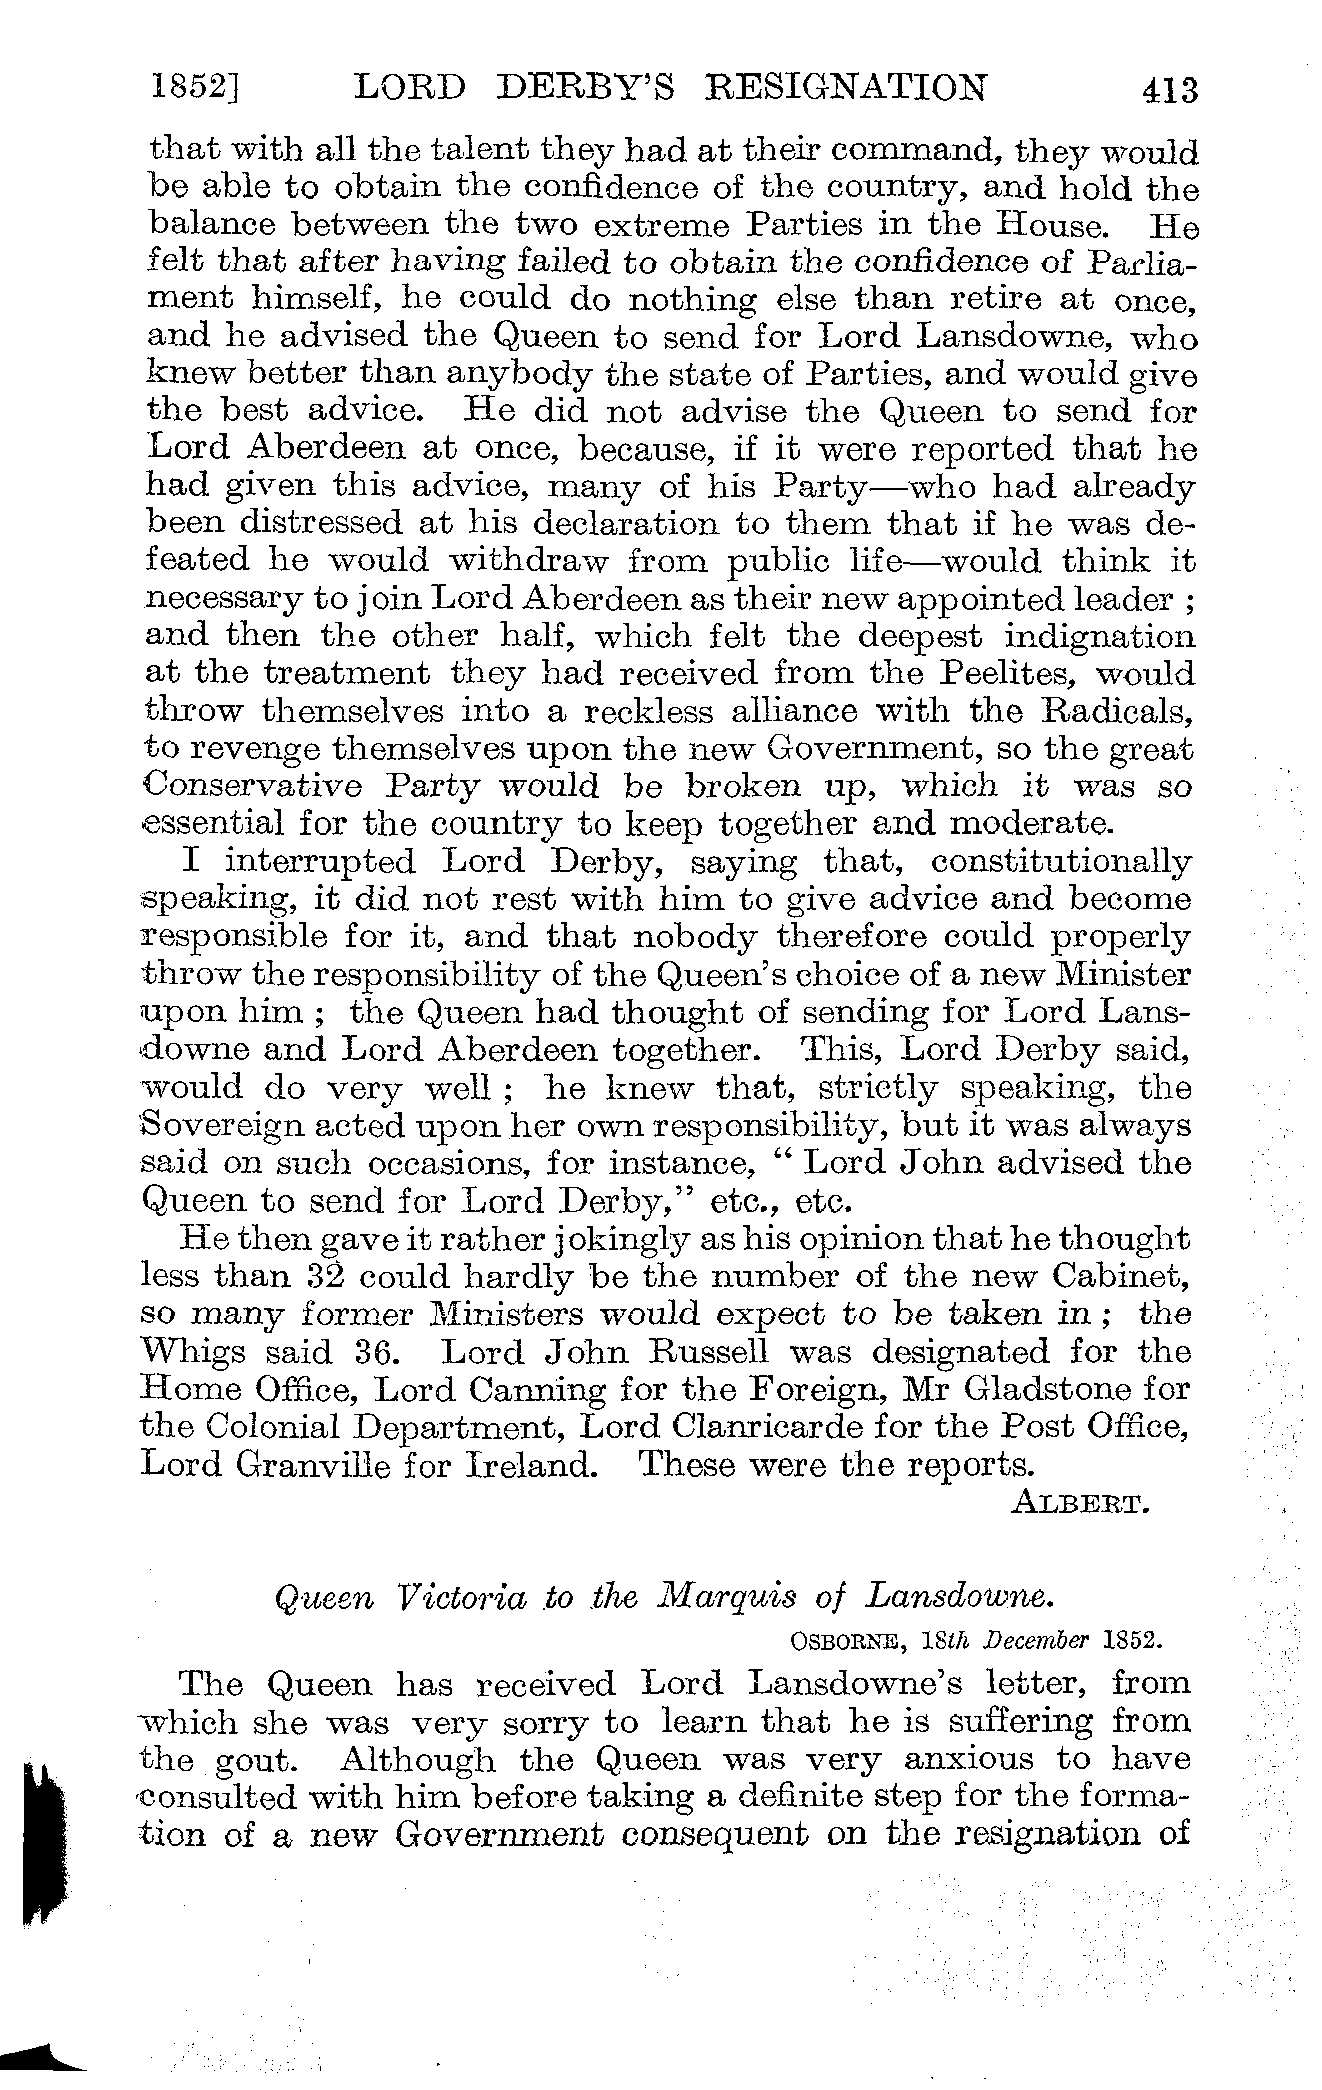 1852] LORD DERBY'S RESIGNATION 413
that with all the talent they had at their command, they would
be able to obtain the confidence of the country, and hold the
balance between the two extreme Parties in the House. He
felt that after having failed to obtain the confidence of Parlia-
ment himself, he could do nothing else than retire at once,
and he advised the Queen to send for Lord Lansdowne, who
knew better than anybody the state of Parties, and would give
the best advice. He did not advise the Queen to send for
Lord Aberdeen at once, because, if it were reported that he
had given this advice, many of his Party—who had already
been distressed at his declaration to them that if he was de-
feated he would withdraw from public life—would think it
necessary to join Lord Aberdeen as their new appointed leader ;
and then the other half, which felt the deepest indignation
at the treatment they had received from the Peelites, would
throw themselves into a reckless alliance with the Radicals,
to revenge themselves upon the new Government, so the great
Conservative Party would be broken up, which it was so
essential for the country to keep together and moderate.
I interrupted Lord Derby, saying that, constitutionally
speaking, it did not rest with him to give advice and become
responsible for it, and that nobody therefore could properly
throw the responsibility of the Queen's choice of a new Minister
upon him ; the Queen had thought of sending for Lord Lans-
downe and Lord Aberdeen together. This, Lord Derby said,
would do very well ; he knew that, strictly speaking, the
Sovereign acted upon her own responsibility, but it was always
said on such occasions, for instance, " Lord John advised the
Queen to send for Lord Derby," etc., etc.
He then gave it rather jokingly as his opinion that he thought
less than 32 could hardly be the number of the new Cabinet,
so many former Ministers would expect to be taken in ; the
Whigs said 36. Lord John Russell was designated for the
Home Office, Lord Canning for the Foreign, Mr Gladstone for
the Colonial Department, Lord Clanricarde for the Post Office,
Lord Granville for Ireland. These were the reports.
ALBERT.
Queen Victoria to the Marquis of Lansdowne.
OSBORNE, 18th December 1852.
The Queen has received Lord Lansdowne's letter, from
which she was very sorry to learn that he is suffering from
the gout. Although the Queen was very anxious to have
consulted with him before taking a definite step for the forma-
tion of a new Government consequent on the resignation of